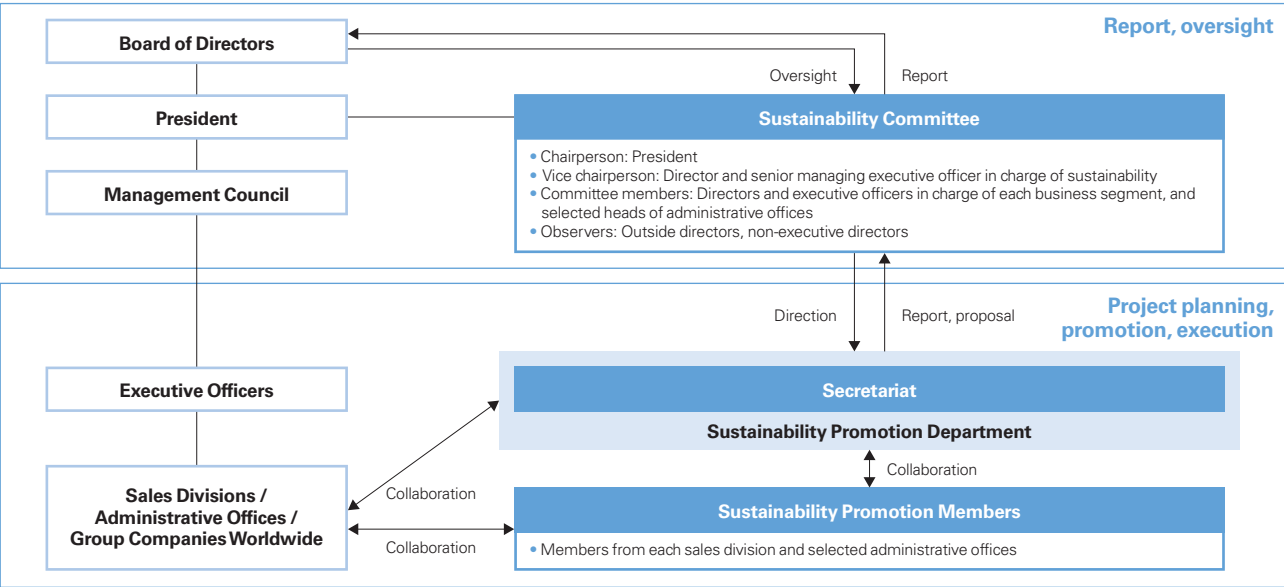 Report, oversight
Board of Directors
Oversight
Report
President
Sustainability Committee
• Chairperson: President
• Vice chairperson: Director and senior managing executive officer in charge of sustainability
• Committee members: Directors and executive officers in charge of each business segment, and
selected heads of administrative offices
• Observers: Outside directors, non-executive directors
Management Council
Project planning,
promotion, execution
Direction
Report, proposal
Executive Officers
Secretariat
Sustainability Promotion Department
Collaboration
Sales Divisions /
Administrative Offices /
Group Companies Worldwide
Collaboration
Collaboration
Sustainability Promotion Members
• Members from each sales division and selected administrative offices